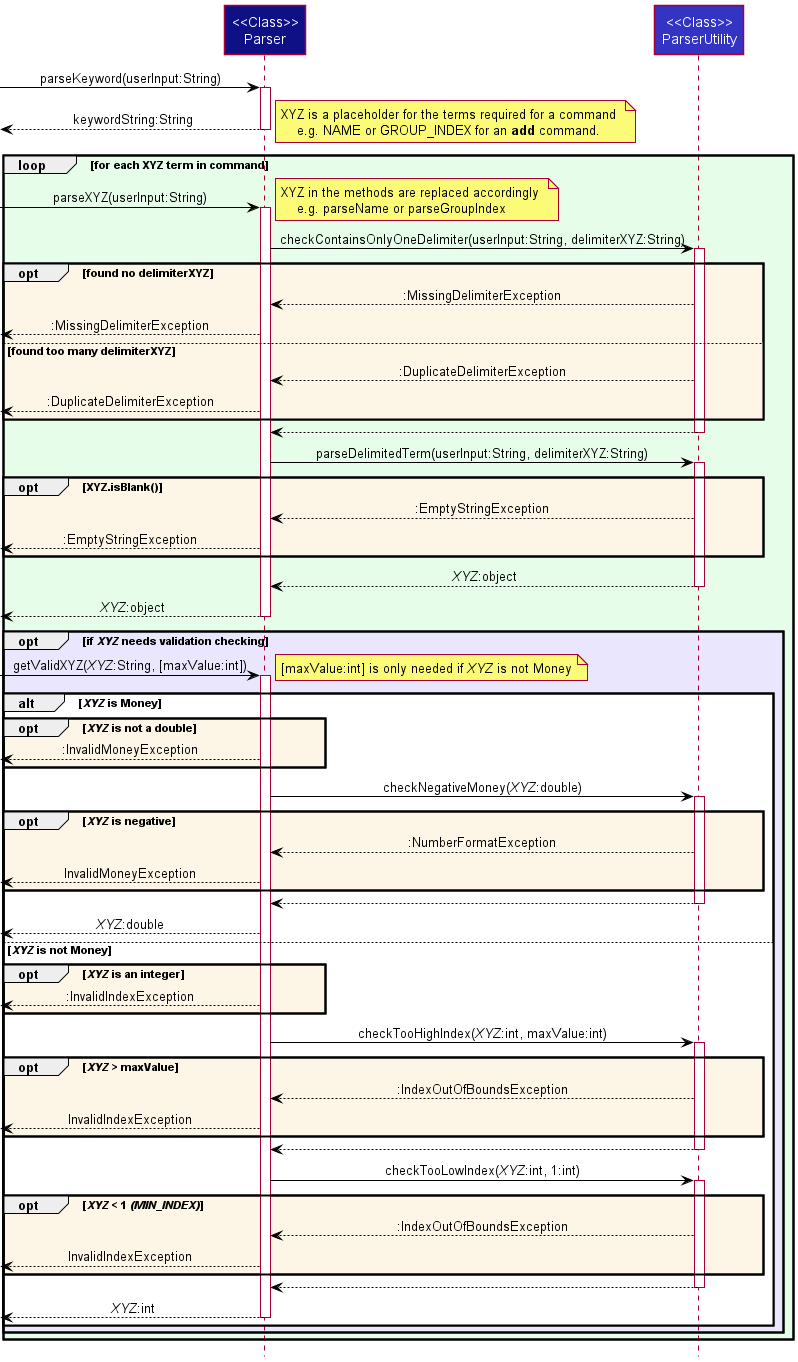 <<Class>>
Parser
<<Class>>
ParserUtility
parseKeyword(userInput:String)
keywordString:String
XYZ is a placeholder for the terms required for a command
e.g. NAME or GROUP_INDEX for an add command.
loop [for each XYZ term in command]
parseXYZ(userInput:String)
XYZ in the methods are replaced accordingly
e.g. parseName or parseGroupIndex
checkContainsOnlyOneDelimiter(userInput:String, delimiterXYZ:String)
opt [found no delimiterXYZ]
:MissingDelimiterException
:MissingDelimiterException
[found too many delimiterXYZ]
:DuplicateDelimiterException
:DuplicateDelimiterException
parseDelimitedTerm(userInput:String, delimiterXYZ:String)
opt [XYZ.isBlank()]
:EmptyStringException
:EmptyStringException
XYZ:object
XYZ:object
opt [if XYZ needs validation checking]
getValidXYZ(XYZ:String, [maxValue:int])
[maxValue:int] is only needed if XYZ is not Money
alt [XYZ is Money]
opt [XYZ is not a double]
:InvalidMoneyException
checkNegativeMoney(XYZ:double)
opt [XYZ is negative]
:NumberFormatException
InvalidMoneyException
XYZ:double
[XYZ is not Money]
opt [XYZ is an integer]
:InvalidIndexException
checkTooHighIndex(XYZ:int, maxValue:int)
opt [XYZ > maxValue]
:IndexOutOfBoundsException
InvalidIndexException
checkTooLowIndex(XYZ:int, 1:int)
opt [XYZ < 1 (MIN_INDEX)]
:IndexOutOfBoundsException
InvalidIndexException
XYZ:int